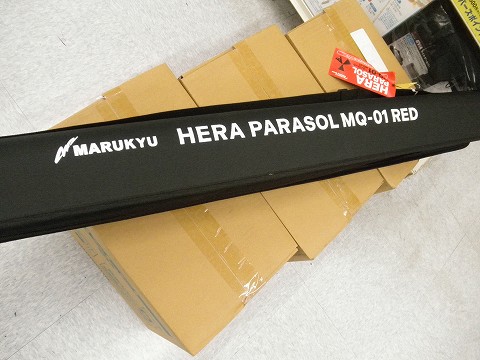 MARUKYU HERA PARASOL MQ-01 RED
HERA
PARASOL